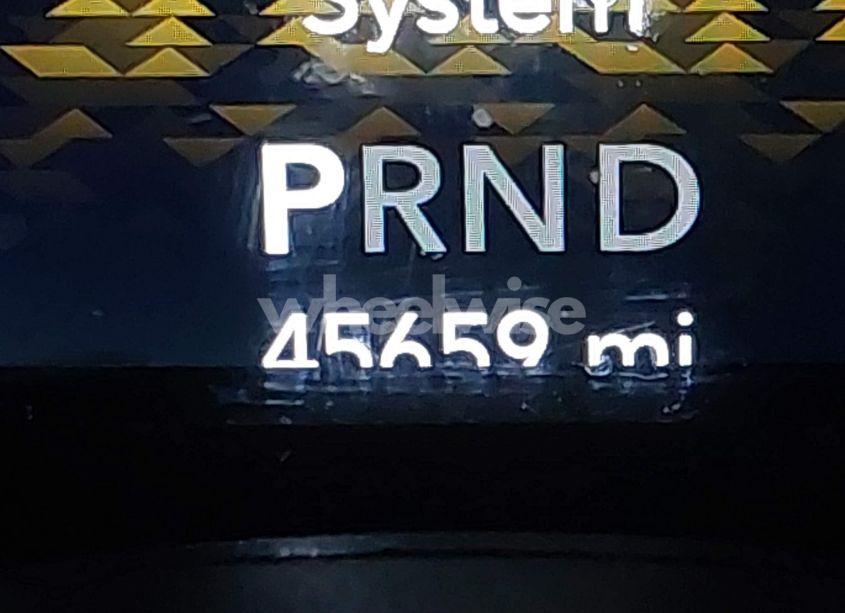 System
PRND
wheelwise
45659 mi